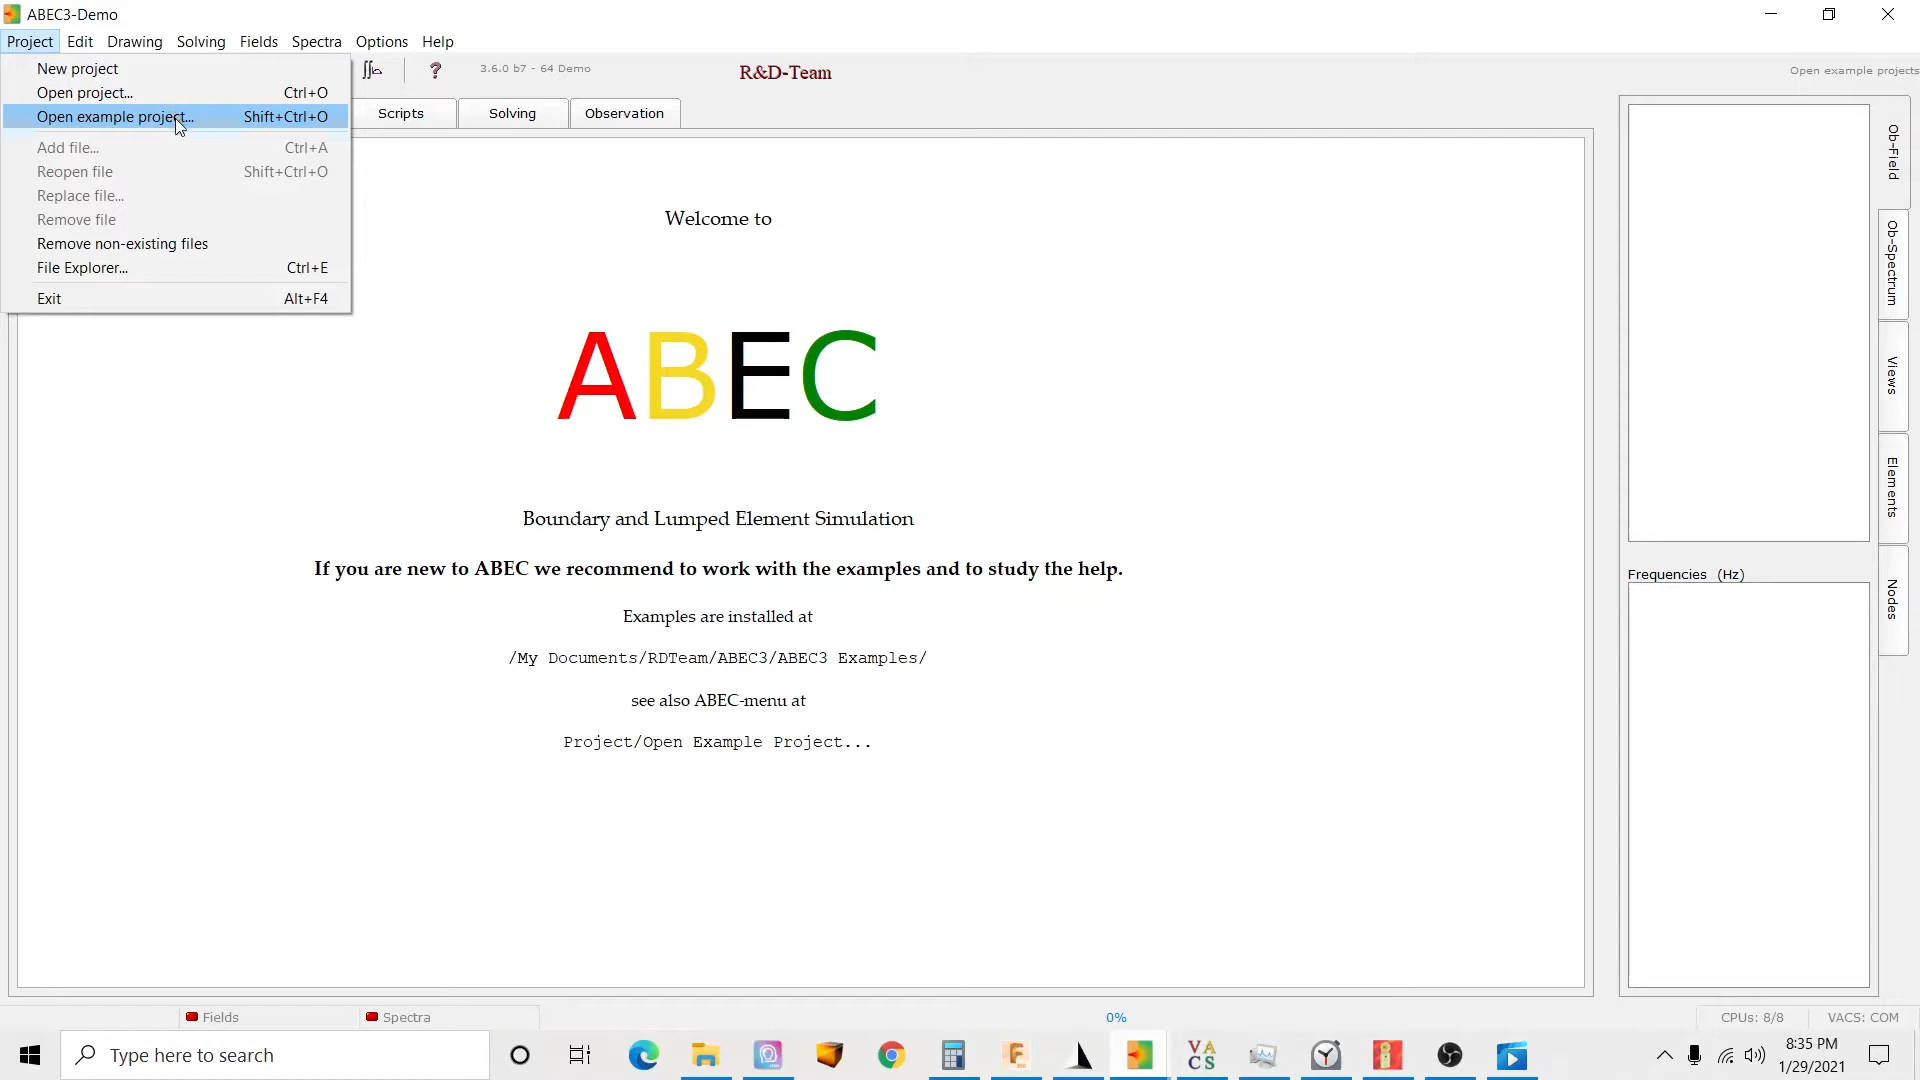 ABEC3-Demo
Project Edit Drawing Solving Fields Spectra Options Help
New project
Open project... Ctrl+O
Open example project... Shift+Ctrl+O
Add file... Ctrl+A
Reopen file Shift+Ctrl+O
Replace file...
Remove file
Remove non-existing files
File Explorer... Ctrl+E
Exit Alt+F4
? 3.6.0 b7 - 64 Demo R&D-Team Open example projects
Scripts Solving Observation
Welcome to
ABEC
Boundary and Lumped Element Simulation
If you are new to ABEC we recommend to work with the examples and to study the help.
Examples are installed at
/My Documents/RDTeam/ABEC3/ABEC3 Examples/
see also ABEC-menu at
Project/Open Example Project...
Ob-Field
Ob-Spectrum
Views
Elements
Nodes
Frequencies (Hz)
Fields Spectra 0% CPUs: 8/8 VACS: COM
Type here to search
VA
CS
8:35 PM
1/29/2021